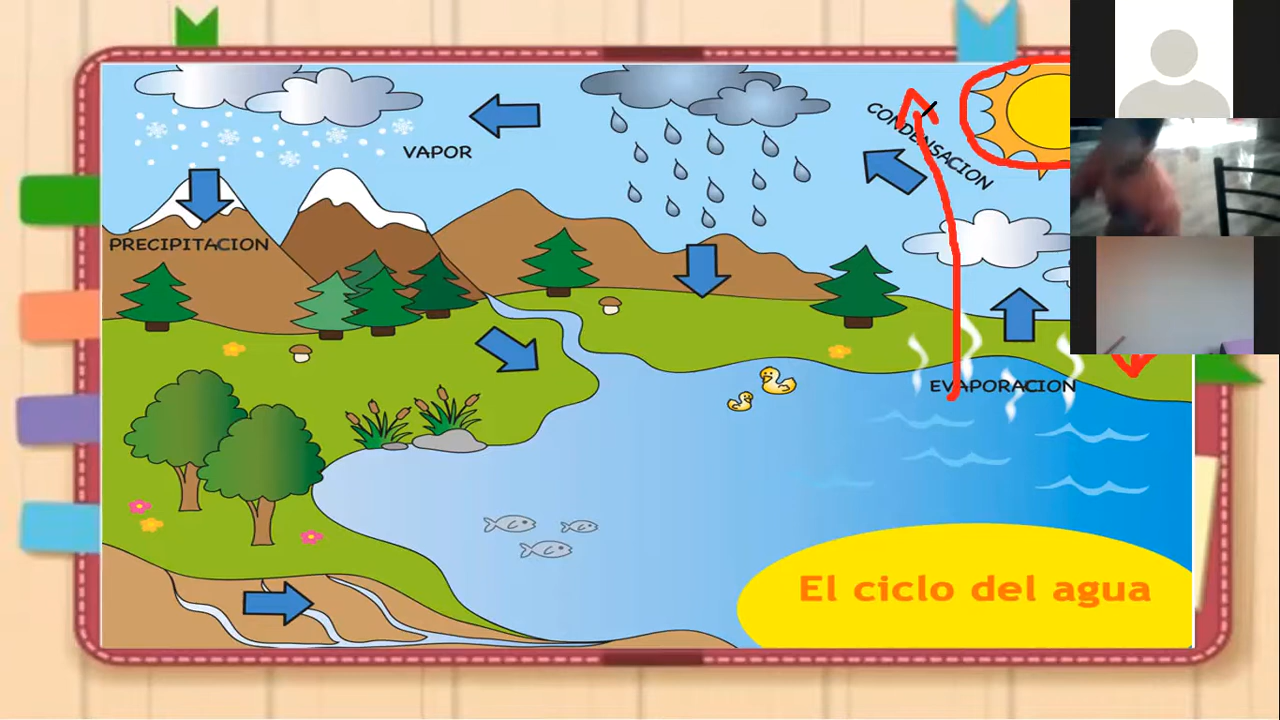 CONDENSACION
VAPOR
PRECIPITACION
EVAPORACION
El ciclo del agua